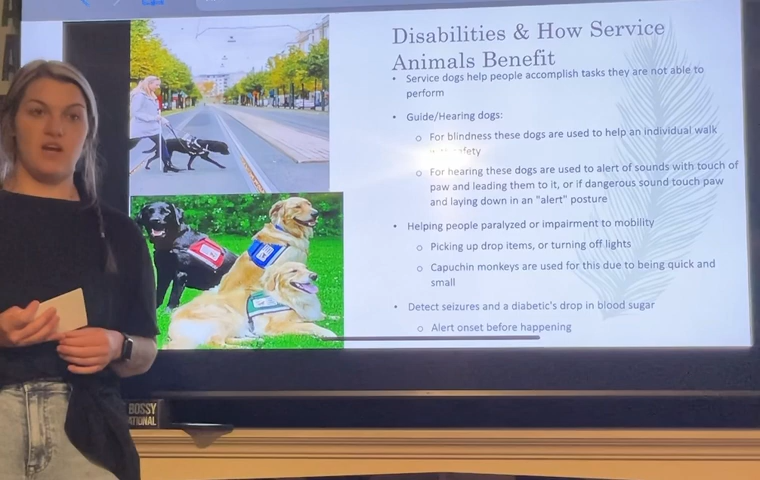 Disabilities & How Service
Animals Benefit
• Service dogs help people accomplish tasks they are not able to
perform
• Guide/Hearing dogs:
o For blindness these dogs are used to help an individual walk
o For hearing these dogs are used to alert of sounds with touch of
paw and leading them to it, or if dangerous sound touch paw
and laying down in an "alert" posture
• Helping people paralyzed or impairment to mobility
o Picking up drop items, or turning off lights
o Capuchin monkeys are used for this due to being quick and
small
• Detect seizures and a diabetic's drop in blood sugar
o Alert onset before happening
BOSSY